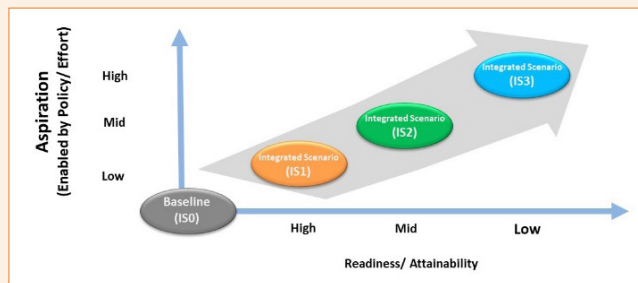 Aspiration
(Enabled by Policy/ Effort)
High
Mid
Low
Integrated Scenario
(IS3)
Integrated Scenario
(IS2)
Integrated Scenario
(IS1)
Baseline
(IS0)
High
Mid
Low
Readiness/ Attainability